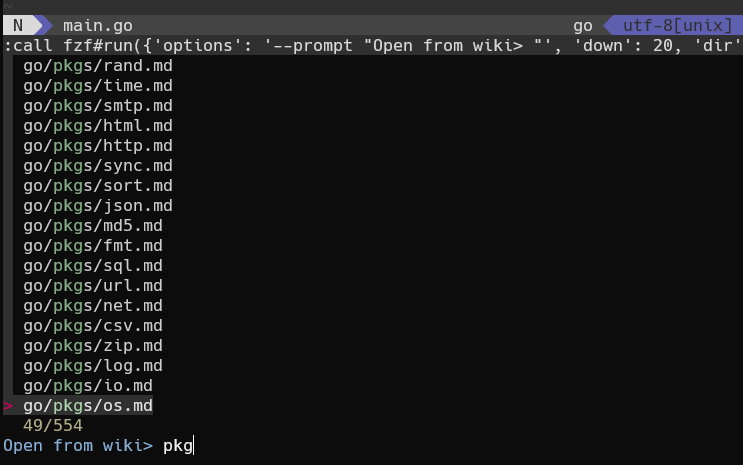 ~
N main.go go utf-8[unix]
:call fzf#run({'options': '--prompt "Open from wiki> "', 'down': 20, 'dir'
go/pkgs/rand.md
go/pkgs/time.md
go/pkgs/smtp.md
go/pkgs/html.md
go/pkgs/http.md
go/pkgs/sync.md
go/pkgs/sort.md
go/pkgs/json.md
go/pkgs/md5.md
go/pkgs/fmt.md
go/pkgs/sql.md
go/pkgs/url.md
go/pkgs/net.md
go/pkgs/csv.md
go/pkgs/zip.md
go/pkgs/log.md
go/pkgs/io.md
> go/pkgs/os.md
49/554
Open from wiki> pkg